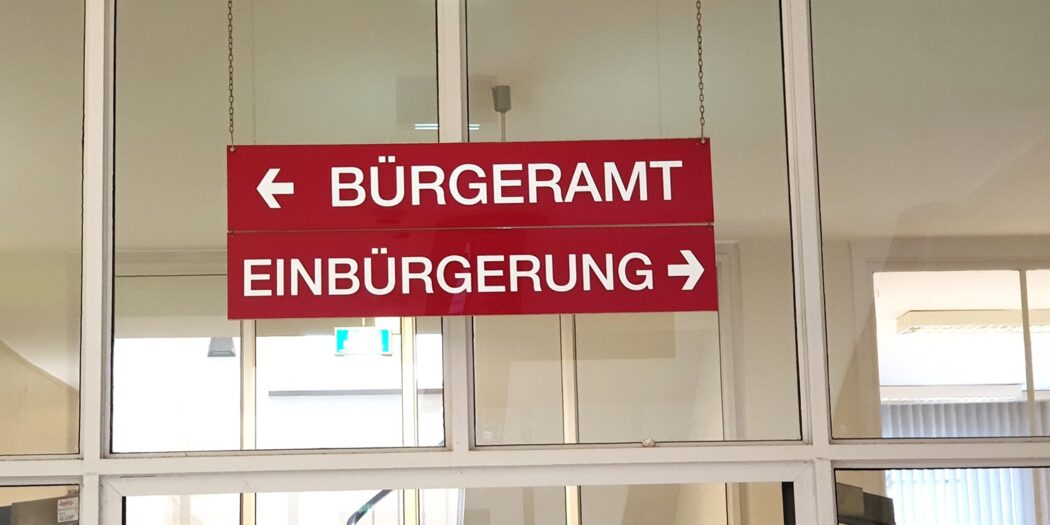 ← BÜRGERAMT
EINBÜRGERUNG →